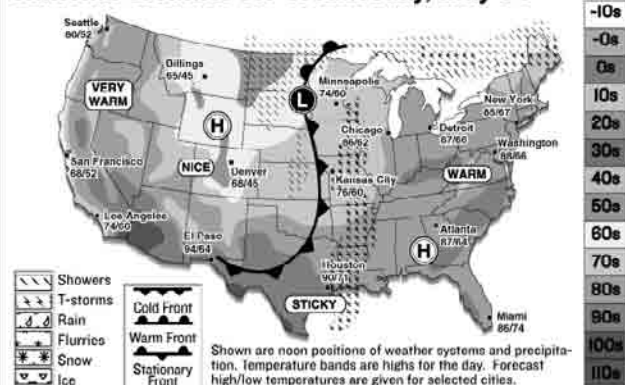 Seattle
80/52
Billings
65/45
VERY
WARM
Minneapolis
74/60
L
H
New York
85/67
Chicago
86/62
Detroit
87/66
Washington
88/66
San Francisco
68/52
NICE
Denver
68/45
Kansas City
76/60
WARM
Los Angeles
74/60
El Paso
94/64
Atlanta
87/64
H
Houston
90/71
STICKY
Miami
86/74
Showers
T-storms
Rain
Flurries
Snow
Ice
Cold Front
Warm Front
Stationary
Front
Shown are noon positions of weather systems and precipita-
tion. Temperature bands are highs for the day. Forecast
high/low temperatures are given for selected cities.
-10s
-0s
0s
10s
20s
30s
40s
50s
60s
70s
80s
90s
100s
110s